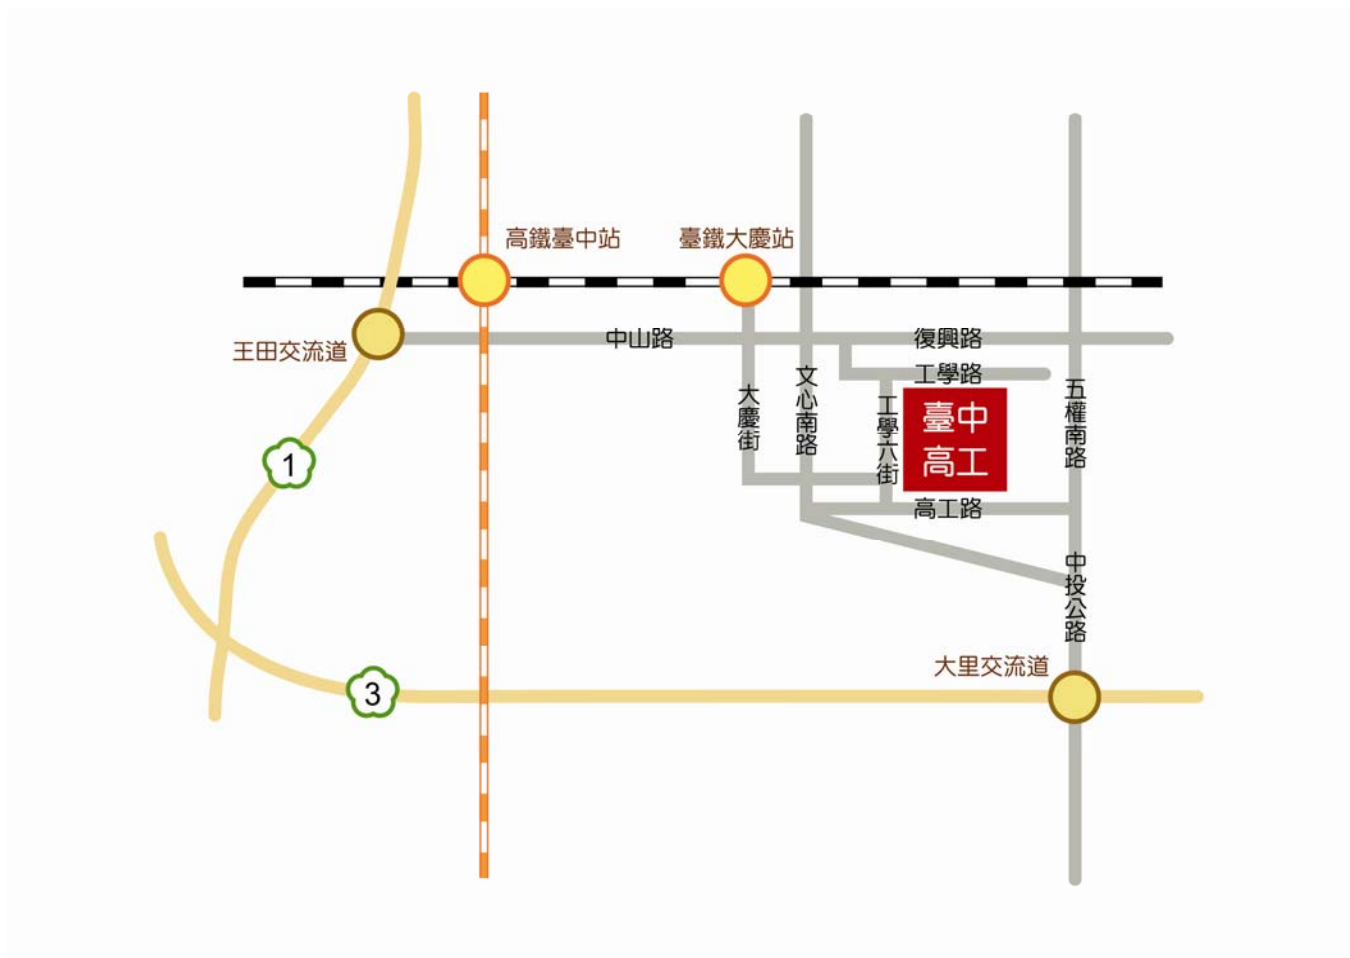 高鐵臺中站
臺鐵大慶站
王田交流道
中山路
復興路
工學路
大慶街
文心南路
工學六街
臺中
高工
五權南路
1
高工路
中投公路
大里交流道
3